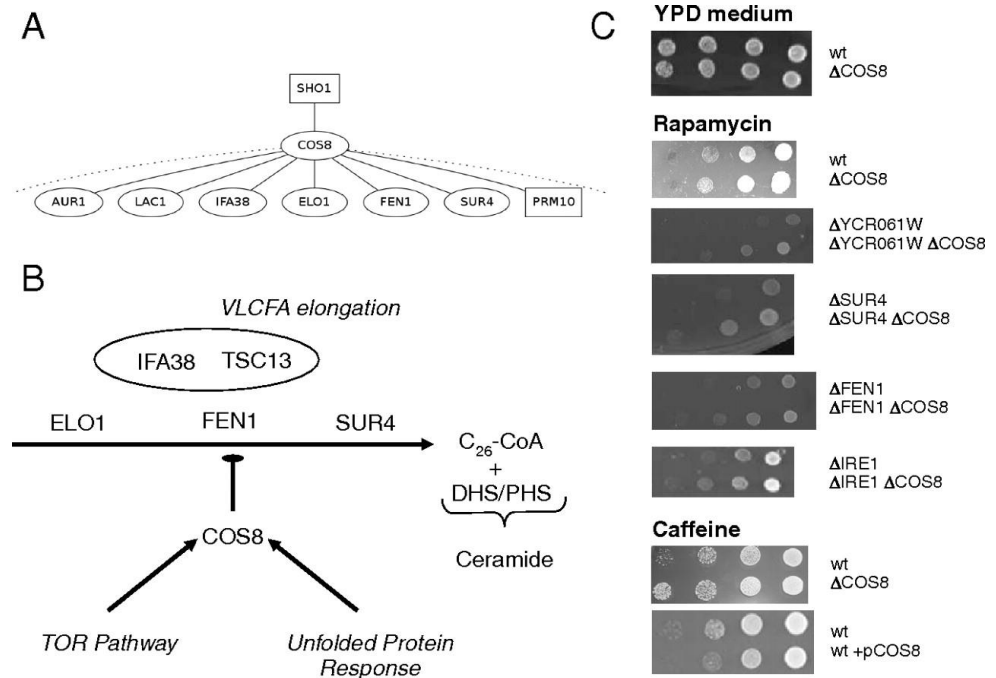 A
SHO1
COS8
AUR1 LAC1 IFA38 ELO1 FEN1 SUR4 PRM10
B
VLCFA elongation
IFA38 TSC13
ELO1 FEN1 SUR4
C26-CoA
+
DHS/PHS
COS8
Ceramide
TOR Pathway
Unfolded Protein
Response
C
YPD medium
wt
ΔCOS8
Rapamycin
wt
ΔCOS8
ΔYCR061W
ΔYCR061W ΔCOS8
ΔSUR4
ΔSUR4 ΔCOS8
ΔFEN1
ΔFEN1 ΔCOS8
ΔIRE1
ΔIRE1 ΔCOS8
Caffeine
wt
ΔCOS8
wt
wt +pCOS8